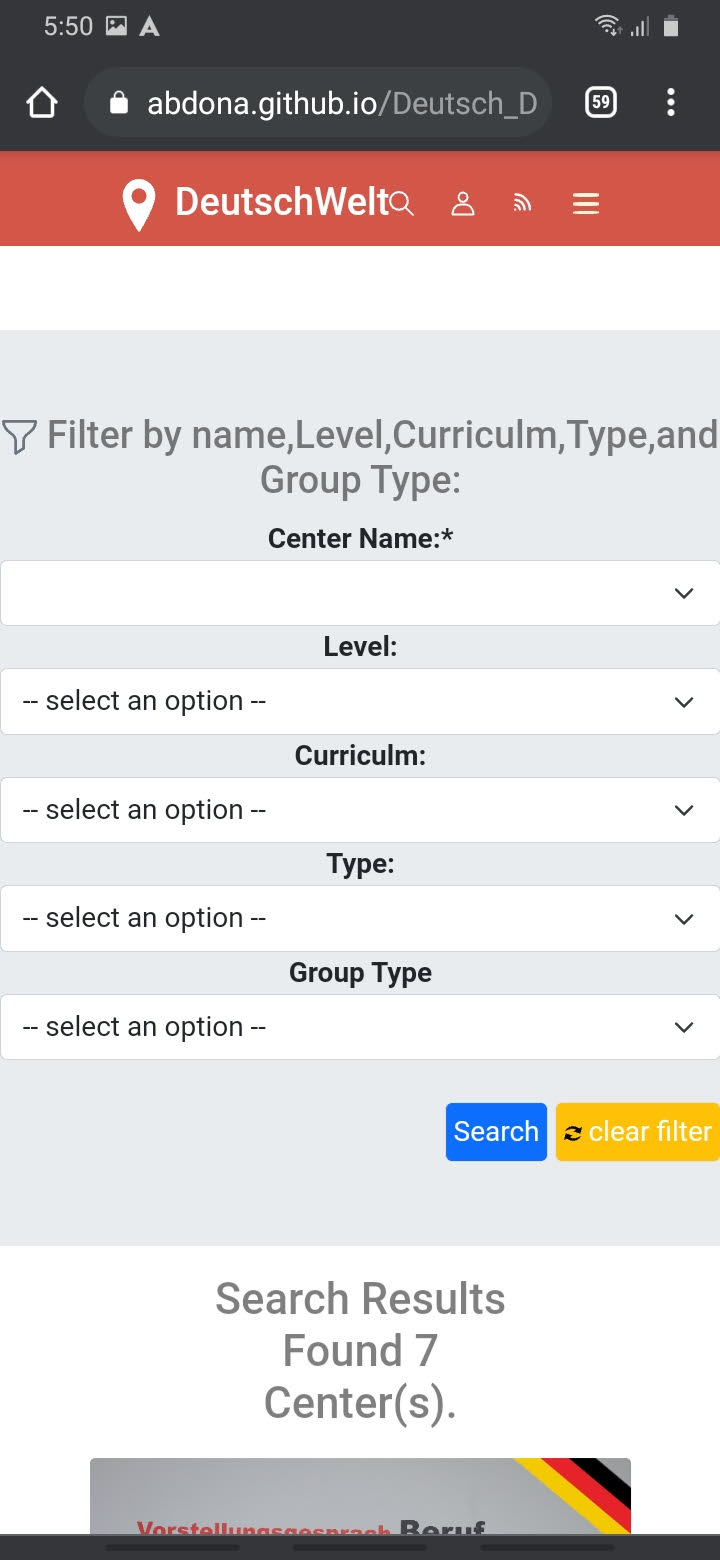 5:50
abdona.github.io/Deutsch_D
59
DeutschWelt
Filter by name,Level,Curriculm,Type,and
Group Type:
Center Name:*
Level:
-- select an option --
Curriculm:
-- select an option --
Type:
-- select an option --
Group Type
-- select an option --
Search
clear filter
Search Results
Found 7
Center(s).
Vorstellungsgesprach Beruf